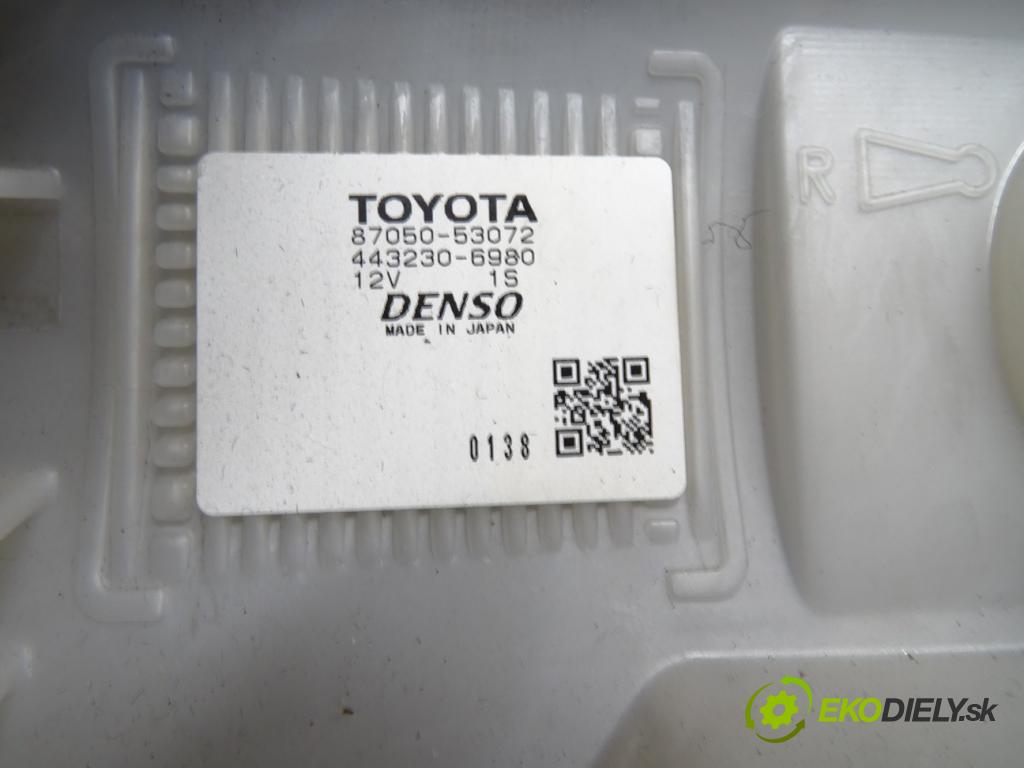 TOYOTA
87050-53072
443230-6980
12V 1S
DENSO
MADE IN JAPAN
0138
R
EKODIELY.sk